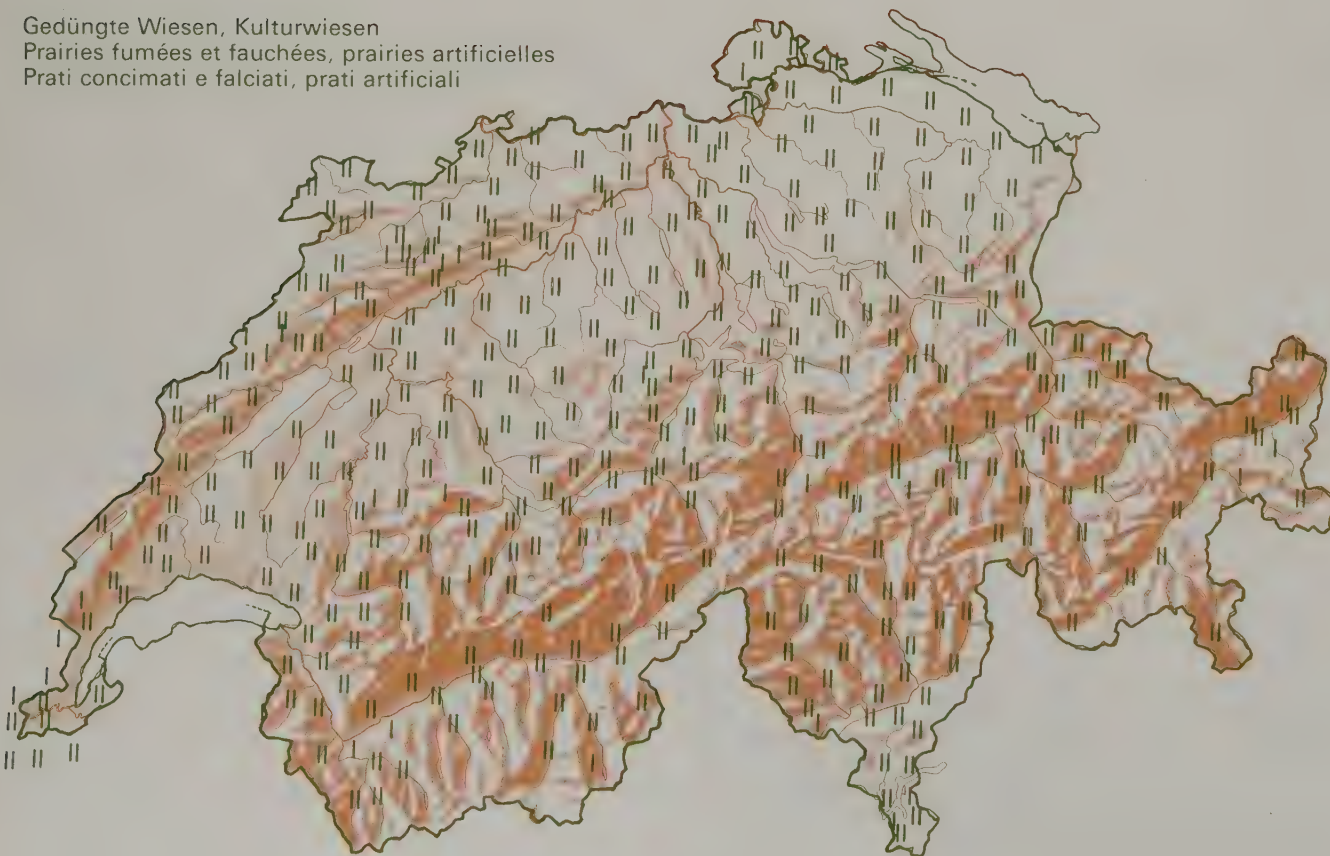 Gedüngte Wiesen, Kulturwiesen
Prairies fumées et fauchées, prairies artificielles
Prati concimati e falciati, prati artificiali